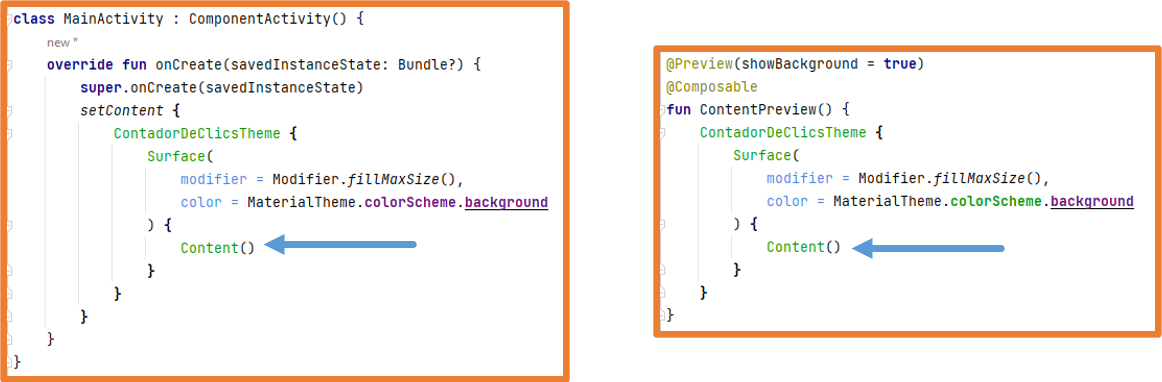 class MainActivity : ComponentActivity() {
new *
override fun onCreate(savedInstanceState: Bundle?) {
super.onCreate(savedInstanceState)
setContent {
ContadorDeClicsTheme {
Surface(
modifier = Modifier.fillMaxSize(),
color = MaterialTheme.colorScheme.background
) {
Content()
}
}
}
}
}
@Preview(showBackground = true)
@Composable
fun ContentPreview() {
ContadorDeClicsTheme {
Surface(
modifier = Modifier.fillMaxSize(),
color = MaterialTheme.colorScheme.background
) {
Content()
}
}
}